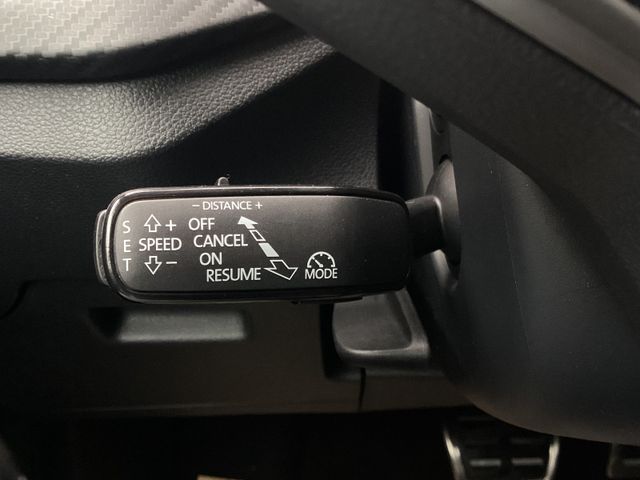 - DISTANCE +
S E T
+ OFF
SPEED CANCEL
- ON
RESUME MODE